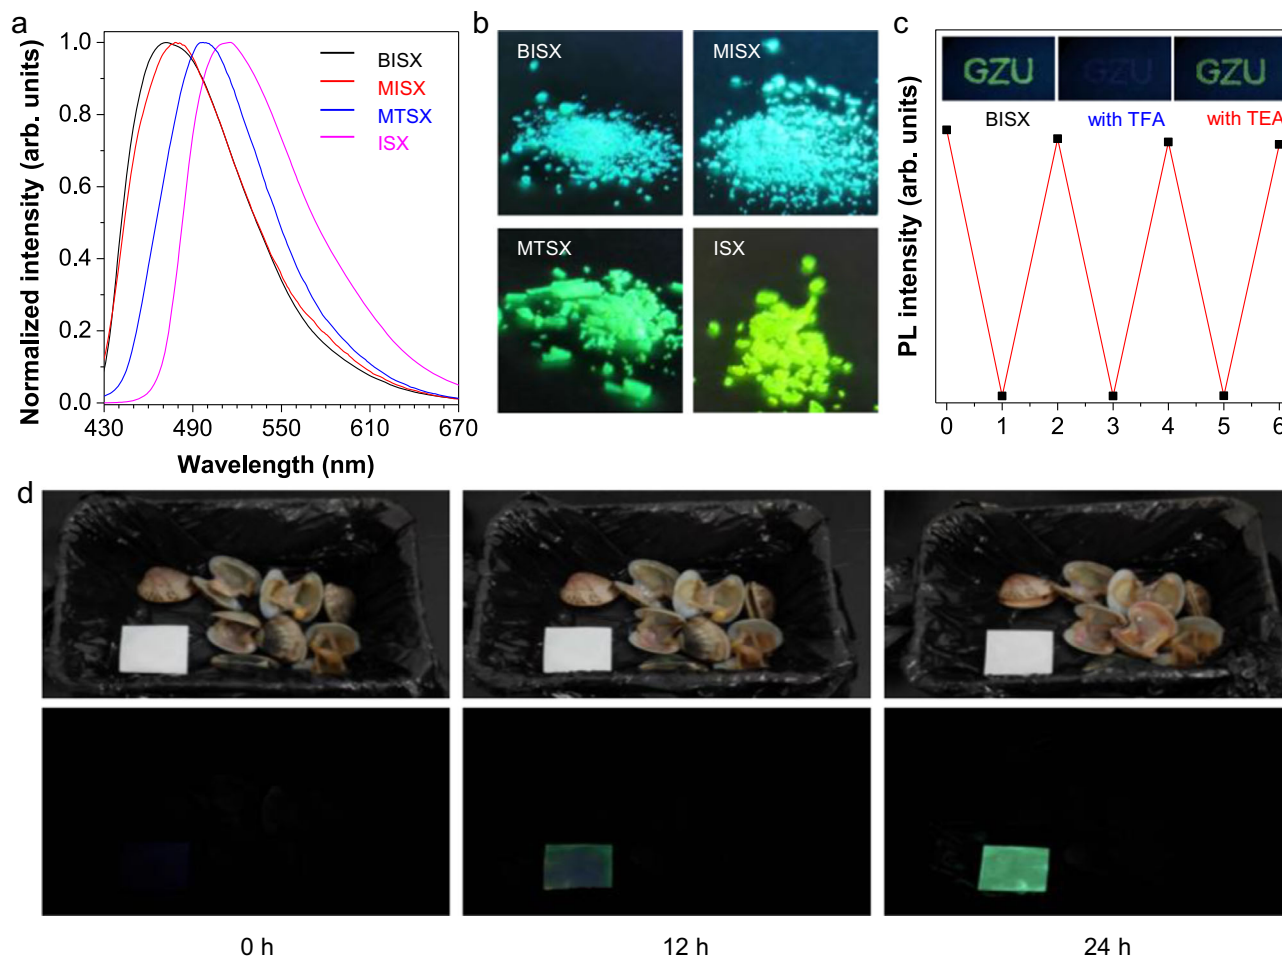 a
Normalized intensity (arb. units)
1.0
0.8
0.6
0.4
0.2
0.0
430 490 550 610 670
Wavelength (nm)
BISX
MISX
MTSX
ISX
b
BISX
MISX
MTSX
ISX
c
PL intensity (arb. units)
GZU GZU GZU
BISX with TFA with TEA
0 1 2 3 4 5 6
d
0 h 12 h 24 h